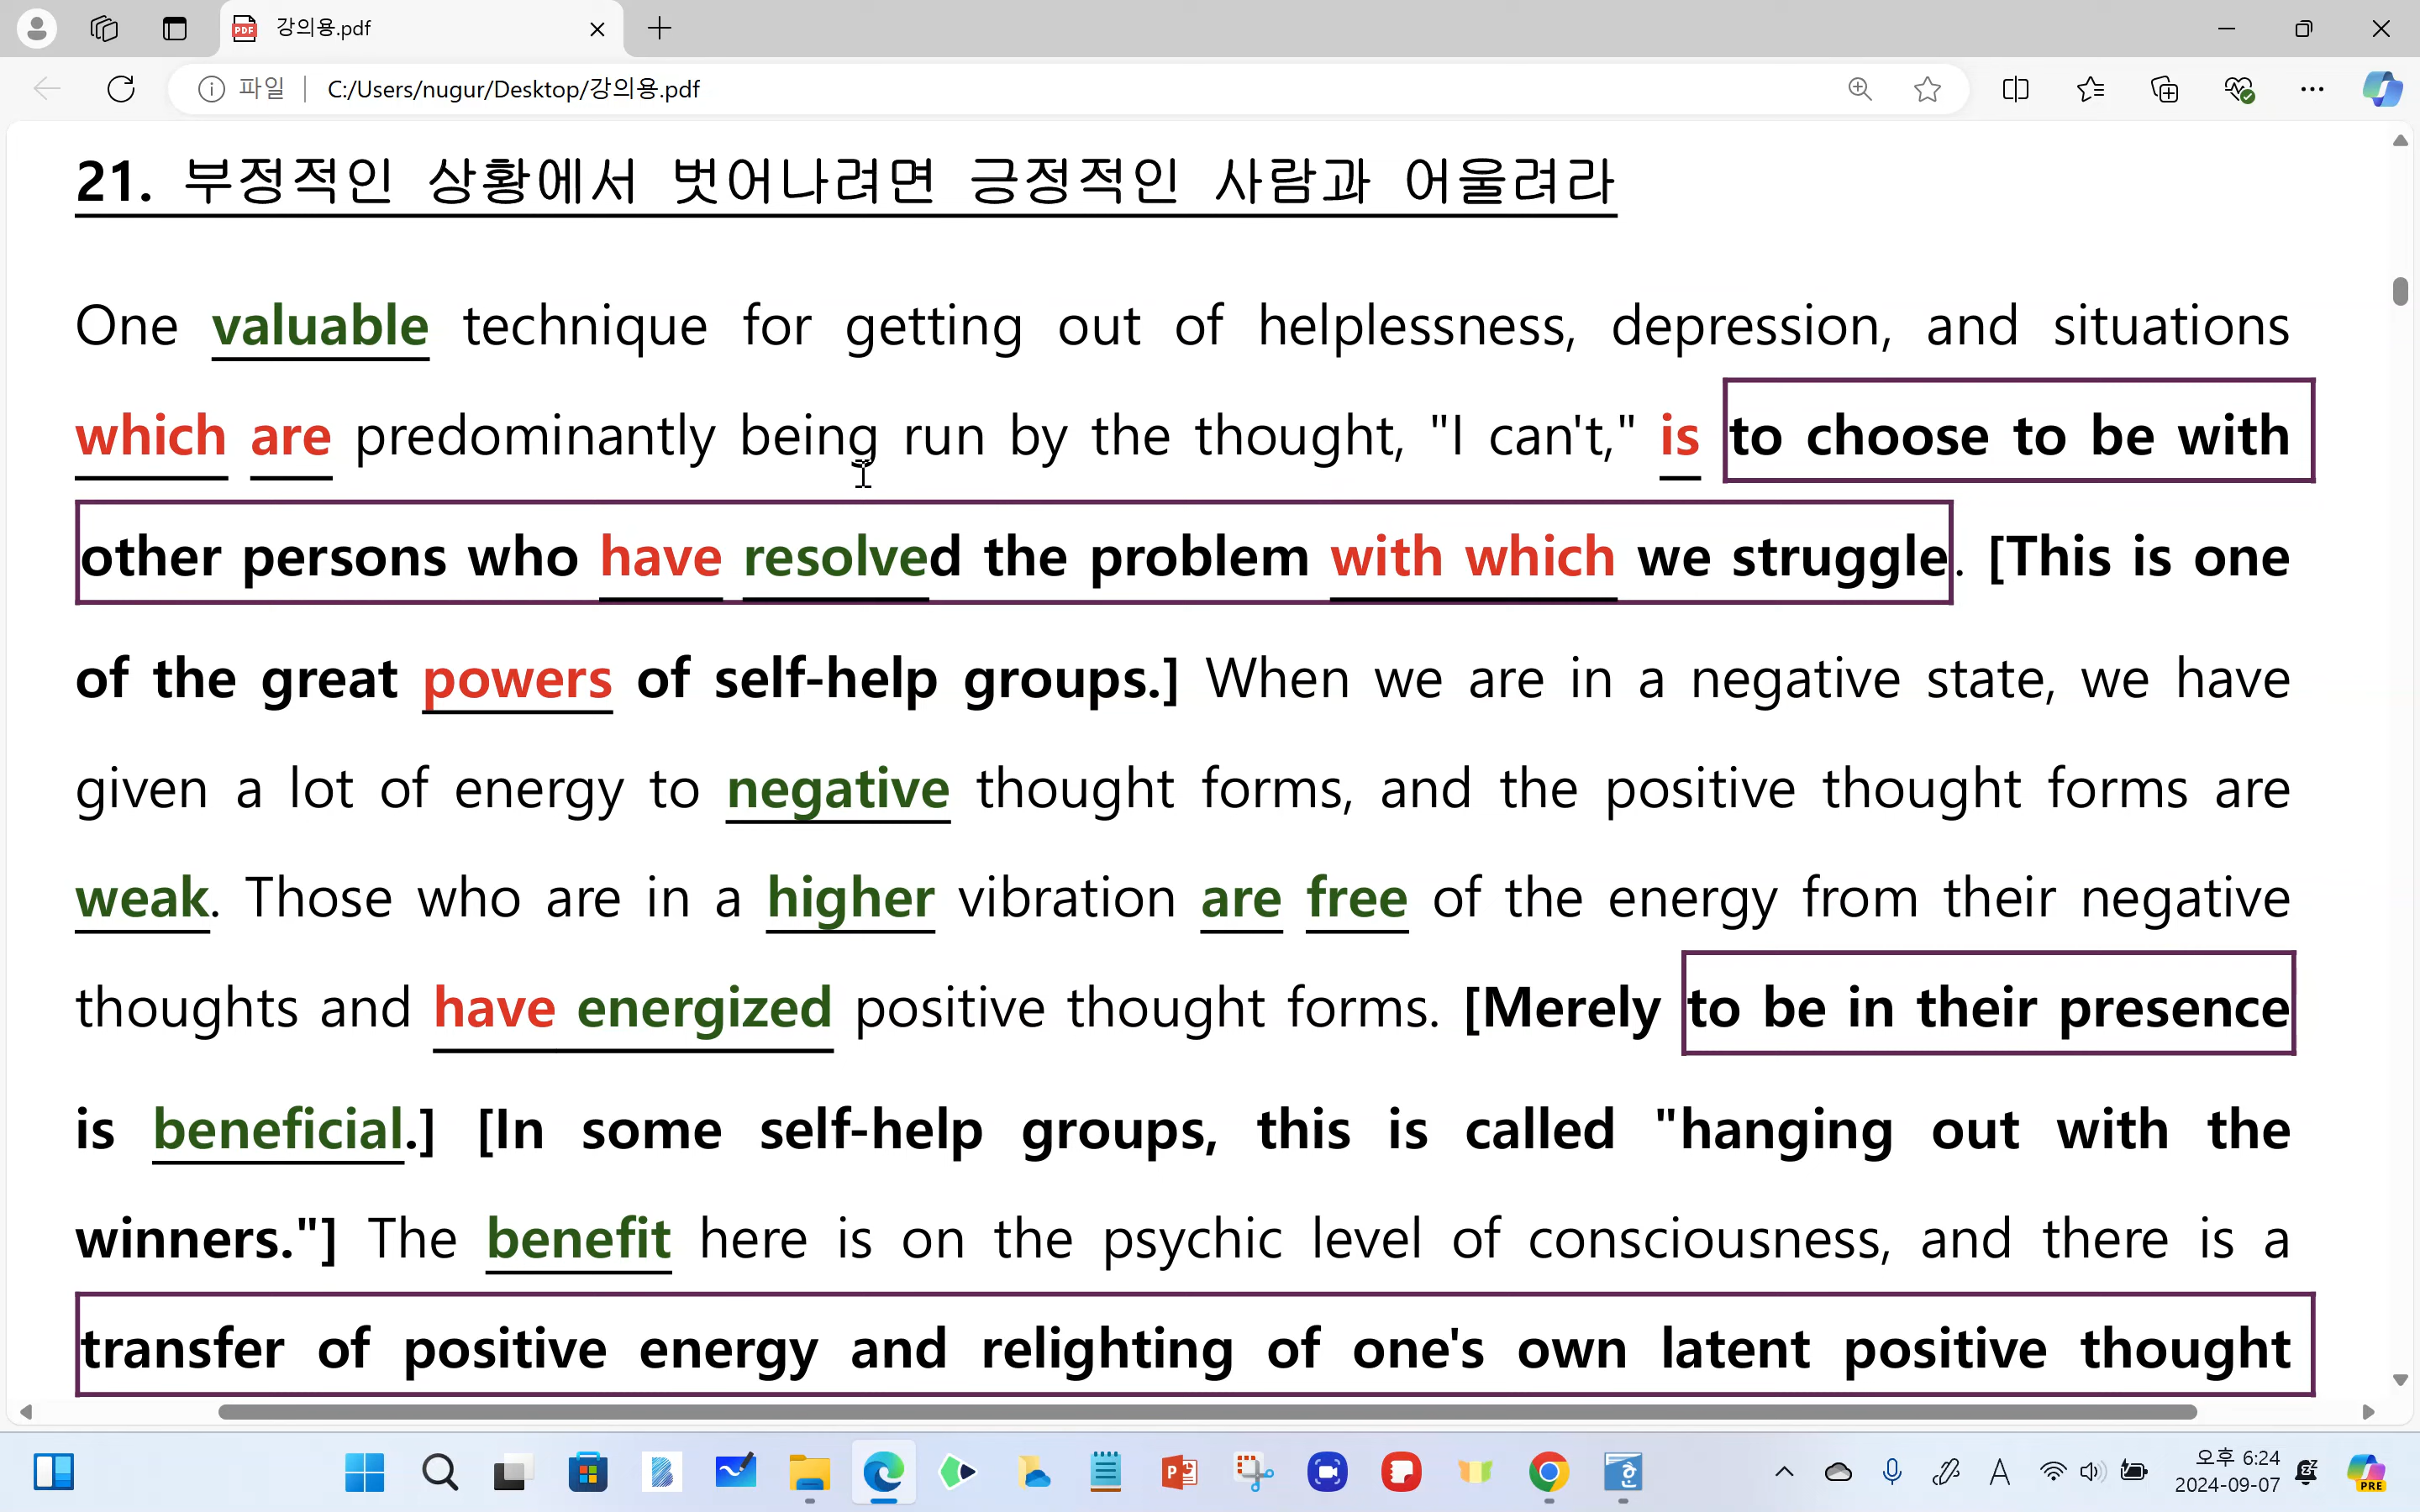 강의용.pdf
파일 C:/Users/nugur/Desktop/강의용.pdf
21. 부정적인 상황에서 벗어나려면 긍정적인 사람과 어울려라
One valuable technique for getting out of helplessness, depression, and situations
which are predominantly being run by the thought, "I can't," is to choose to be with
other persons who have resolved the problem with which we struggle. [This is one
of the great powers of self-help groups.] When we are in a negative state, we have
given a lot of energy to negative thought forms, and the positive thought forms are
weak. Those who are in a higher vibration are free of the energy from their negative
thoughts and have energized positive thought forms. [Merely to be in their presence
is beneficial.] [In some self-help groups, this is called "hanging out with the
winners."] The benefit here is on the psychic level of consciousness, and there is a
transfer of positive energy and relighting of one's own latent positive thought
오후 6:24
2024-09-07
PRE